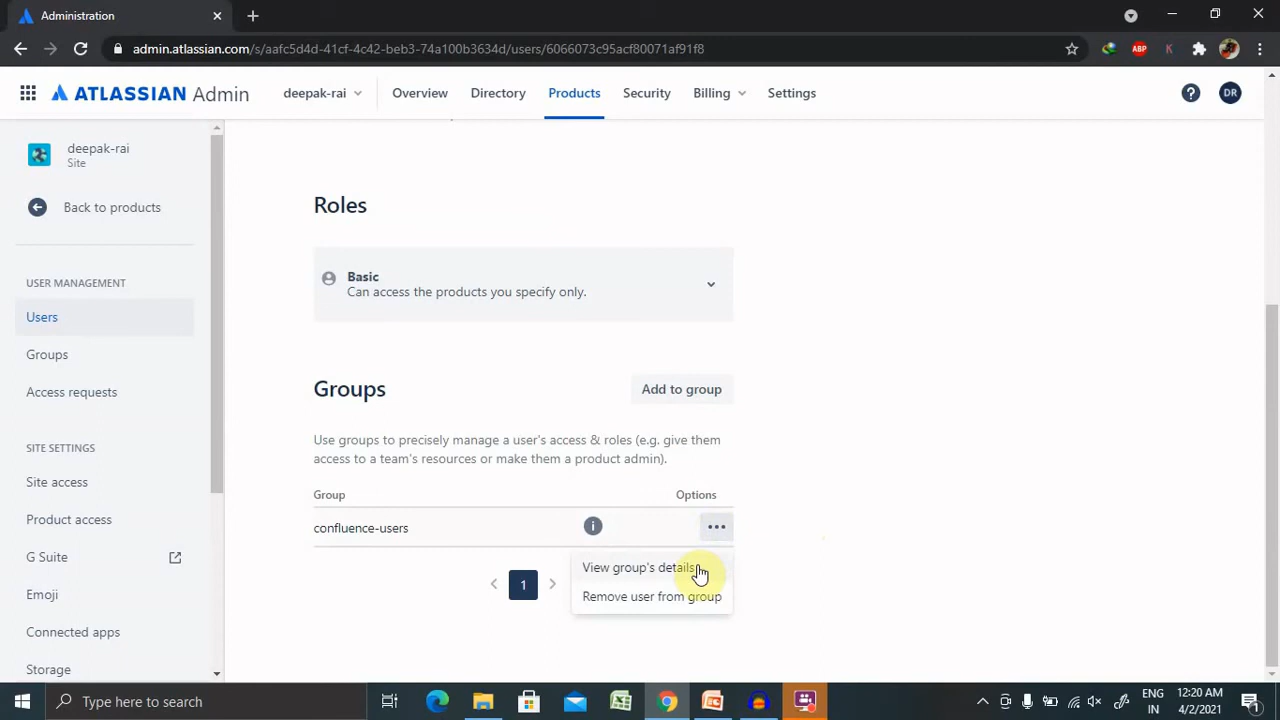 Administration
admin.atlassian.com/s/aafc5d4d-41cf-4c42-beb3-74a100b3634d/users/6066073c95acf80071af91f8
ABP
K
ATLASSIAN Admin
deepak-rai
Overview
Directory
Products
Security
Billing
Settings
?
DR
deepak-rai
Site
Back to products
USER MANAGEMENT
Users
Groups
Access requests
SITE SETTINGS
Site access
Product access
G Suite
Emoji
Connected apps
Storage
Roles
Basic
Can access the products you specify only.
Groups
Add to group
Use groups to precisely manage a user's access & roles (e.g. give them
access to a team's resources or make them a product admin).
Group
Options
confluence-users
i
1
View group's details
Remove user from group
Type here to search
ENG
IN
12:20 AM
4/2/2021
1